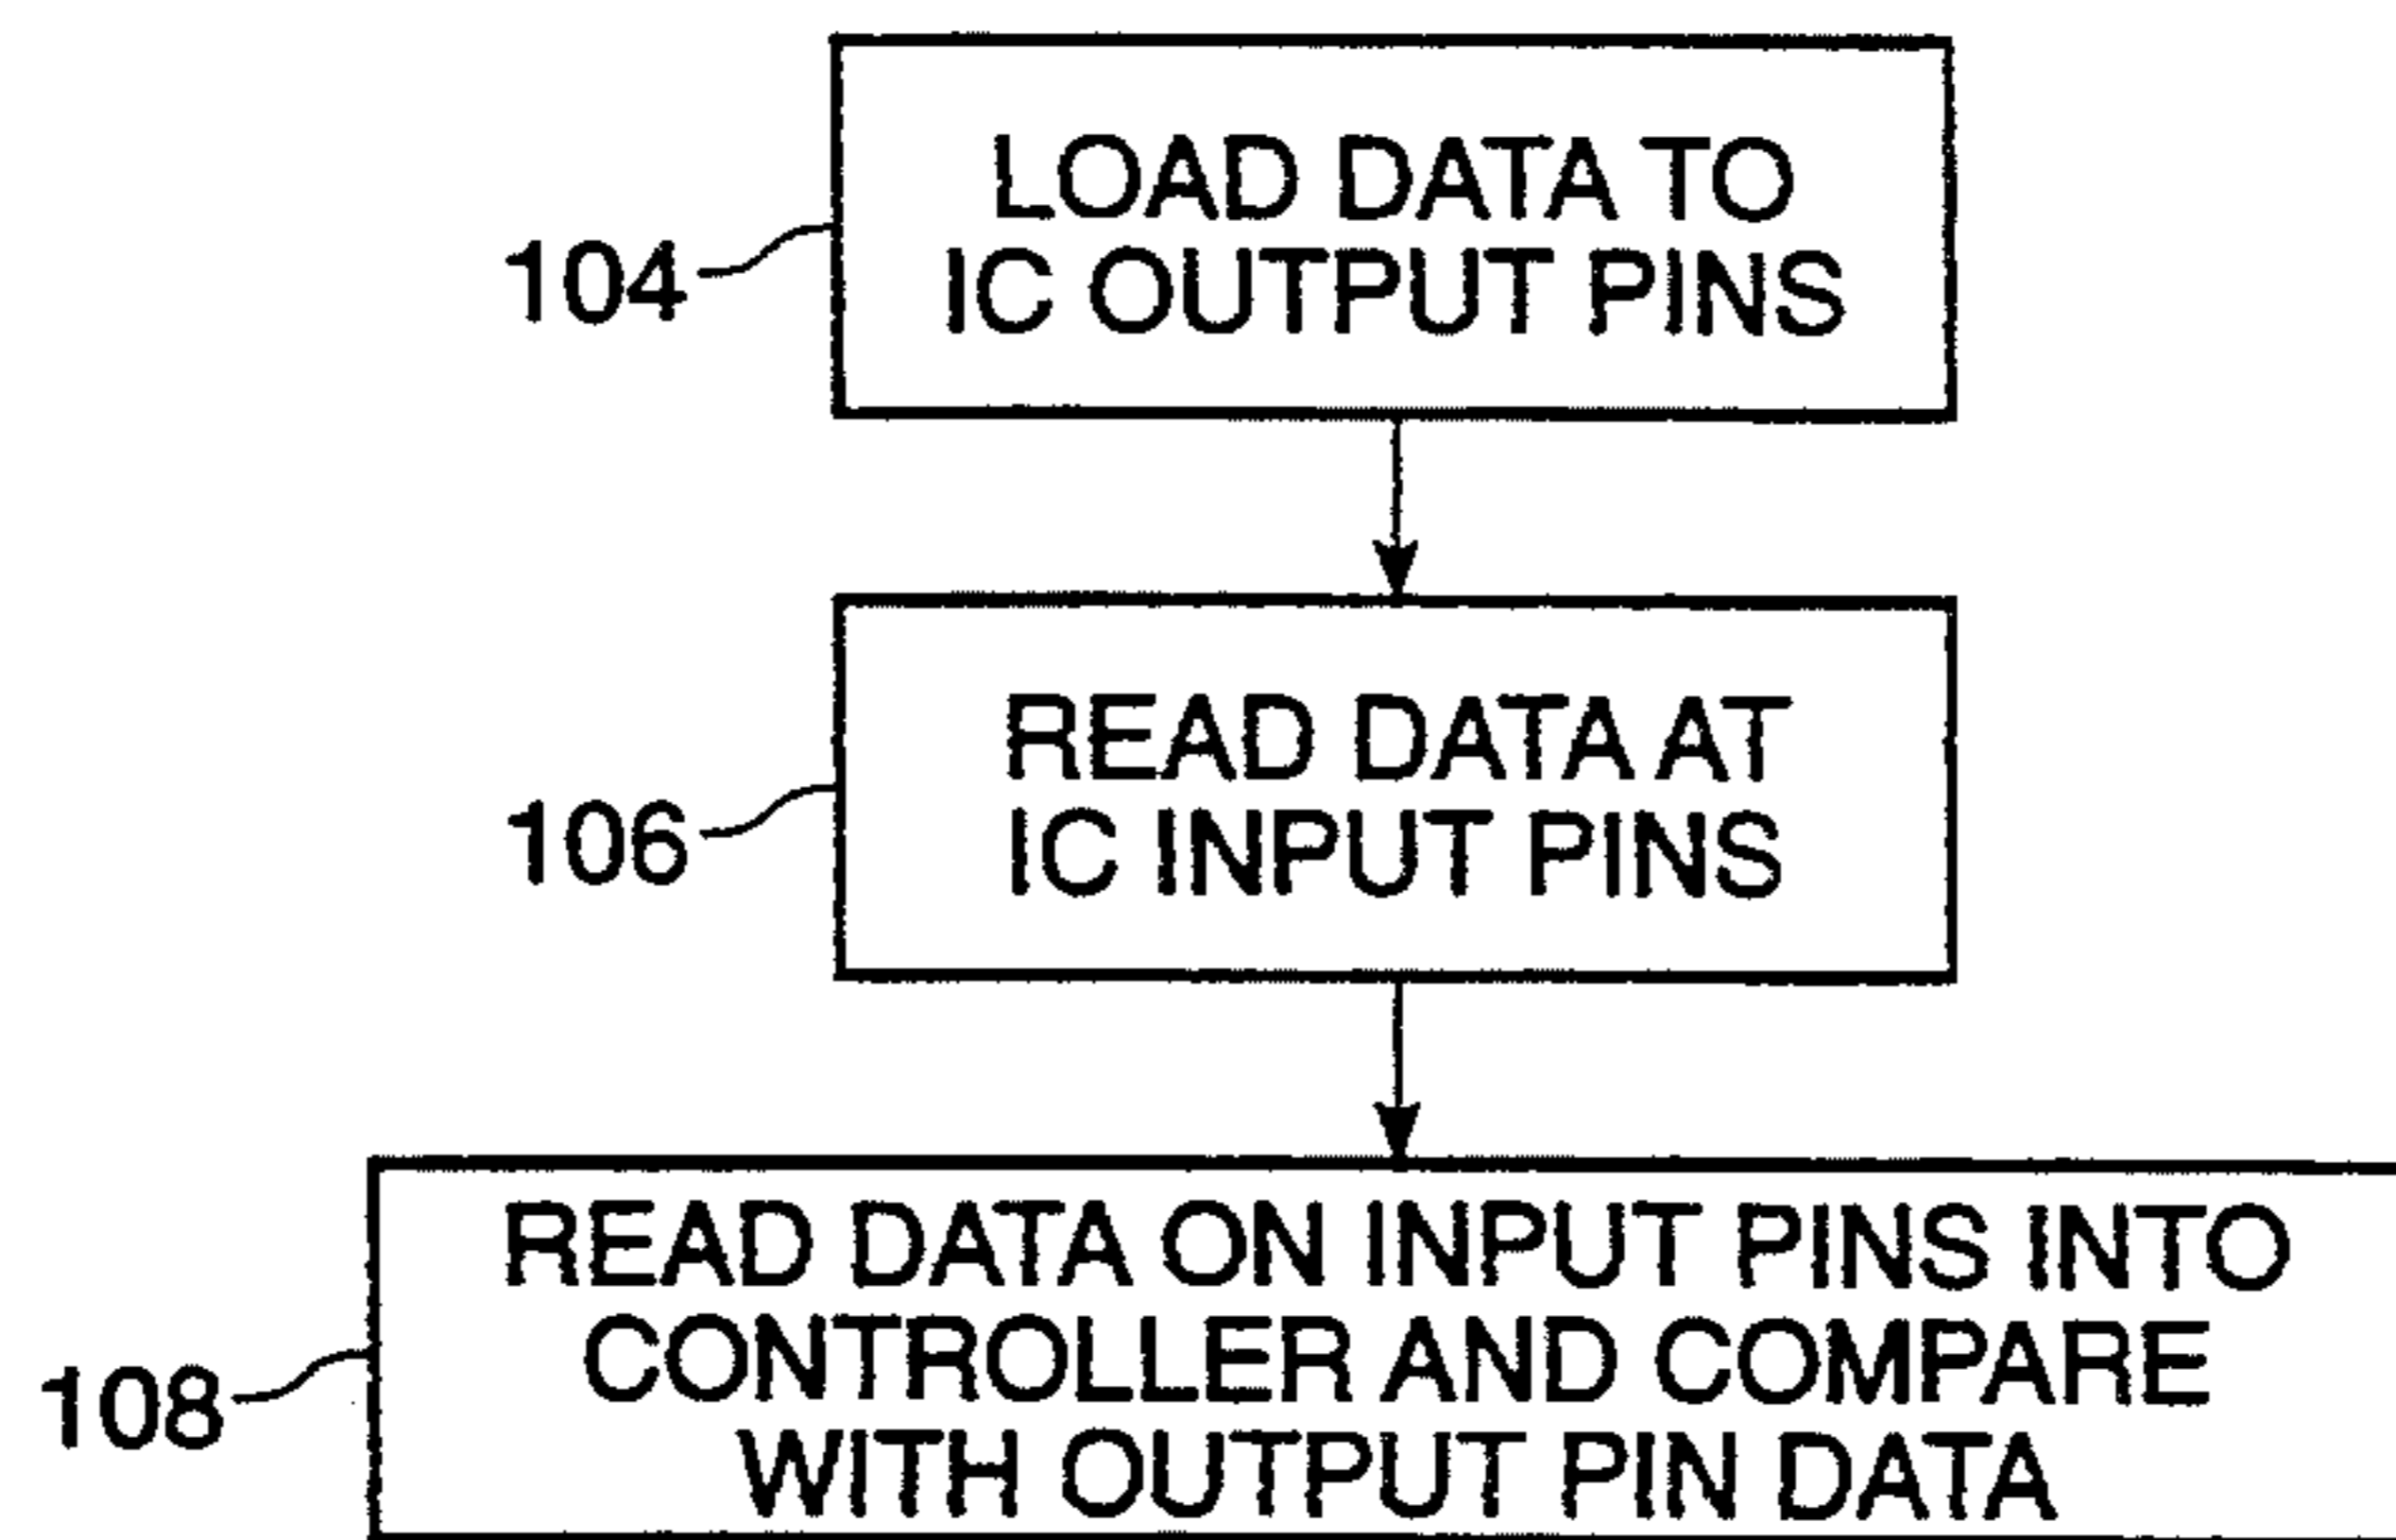 LOAD DATA TO
IC OUTPUT PINS
104
READ DATA AT
IC INPUT PINS
106
READ DATA ON INPUT PINS INTO
CONTROLLER AND COMPARE
WITH OUTPUT PIN DATA
108